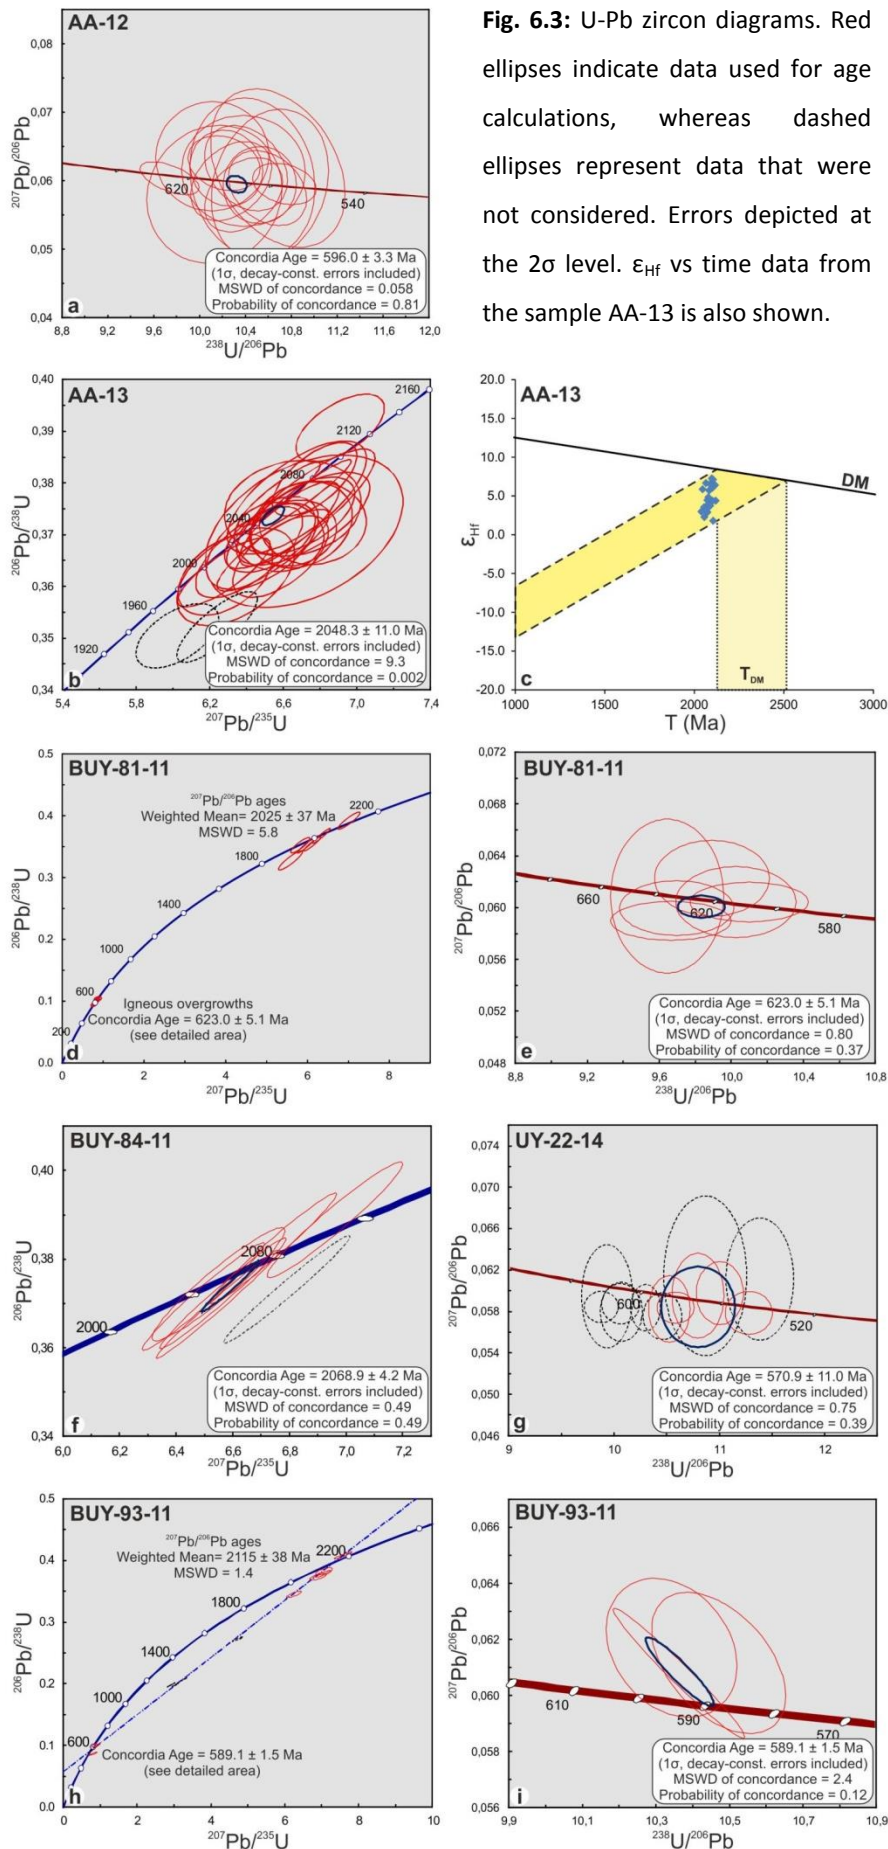 Fig. 6.3: U-Pb zircon diagrams. Red
ellipses indicate data used for age
calculations, whereas dashed
ellipses represent data that were
not considered. Errors depicted at
the 2σ level. εHf vs time data from
the sample AA-13 is also shown.
AA-12
0,08
0,07
0,06
0,05
0,04
207Pb/206Pb
620
540
Concordia Age = 596.0 ± 3.3 Ma
(1σ, decay-const. errors included)
MSWD of concordance = 0.058
Probability of concordance = 0.81
a
8,8 9,2 9,6 10,0 10,4 10,8 11,2 11,6 12,0
238U/206Pb
AA-13
0,40
0,39
0,38
0,37
0,36
0,35
0,34
206Pb/238U
2160
2120
2080
2040
2000
1960
1920
Concordia Age = 2048.3 ± 11.0 Ma
(1σ, decay-const. errors included)
MSWD of concordance = 9.3
Probability of concordance = 0.002
b
5,4 5,8 6,2 6,6 7,0 7,4
207Pb/235U
AA-13
20.0
15.0
10.0
5.0
0.0
-5.0
-10.0
-15.0
-20.0
εHf
DM
TDM
c
1000 1500 2000 2500 3000
T (Ma)
BUY-81-11
0.5
0.4
0.3
0.2
0.1
0.0
206Pb/238U
207Pb/206Pb ages
Weighted Mean= 2025 ± 37 Ma
MSWD = 5.8
2200
1800
1400
1000
600
200
Igneous overgrowths
Concordia Age = 623.0 ± 5.1 Ma
(see detailed area)
d
0 2 4 6 8
207Pb/235U
BUY-81-11
0,072
0,068
0,064
0,060
0,056
0,052
0,048
207Pb/206Pb
660
620
580
Concordia Age = 623.0 ± 5.1 Ma
(1σ, decay-const. errors included)
MSWD of concordance = 0.80
Probability of concordance = 0.37
e
8,8 9,2 9,6 10,0 10,4 10,8
238U/206Pb
BUY-84-11
0,40
0,38
0,36
0,34
206Pb/238U
2080
2000
Concordia Age = 2068.9 ± 4.2 Ma
(1σ, decay-const. errors included)
MSWD of concordance = 0.49
Probability of concordance = 0.49
f
6,0 6,2 6,4 6,6 6,8 7,0 7,2
207Pb/235U
UY-22-14
0,074
0,070
0,066
0,062
0,058
0,054
0,050
0,046
207Pb/206Pb
600
520
Concordia Age = 570.9 ± 11.0 Ma
(1σ, decay-const. errors included)
MSWD of concordance = 0.75
Probability of concordance = 0.39
g
9 10 11 12
238U/206Pb
BUY-93-11
0.5
0.4
0.3
0.2
0.1
0.0
206Pb/238U
207Pb/206Pb ages
Weighted Mean= 2115 ± 38 Ma
MSWD = 1.4
2200
1800
1400
1000
600
Concordia Age = 589.1 ± 1.5 Ma
(see detailed area)
h
0 2 4 6 8 10
207Pb/235U
BUY-93-11
0,066
0,064
0,062
0,060
0,058
0,056
207Pb/206Pb
610
590
570
Concordia Age = 589.1 ± 1.5 Ma
(1σ, decay-const. errors included)
MSWD of concordance = 2.4
Probability of concordance = 0.12
i
9,9 10,1 10,3 10,5 10,7 10,9
238U/206Pb